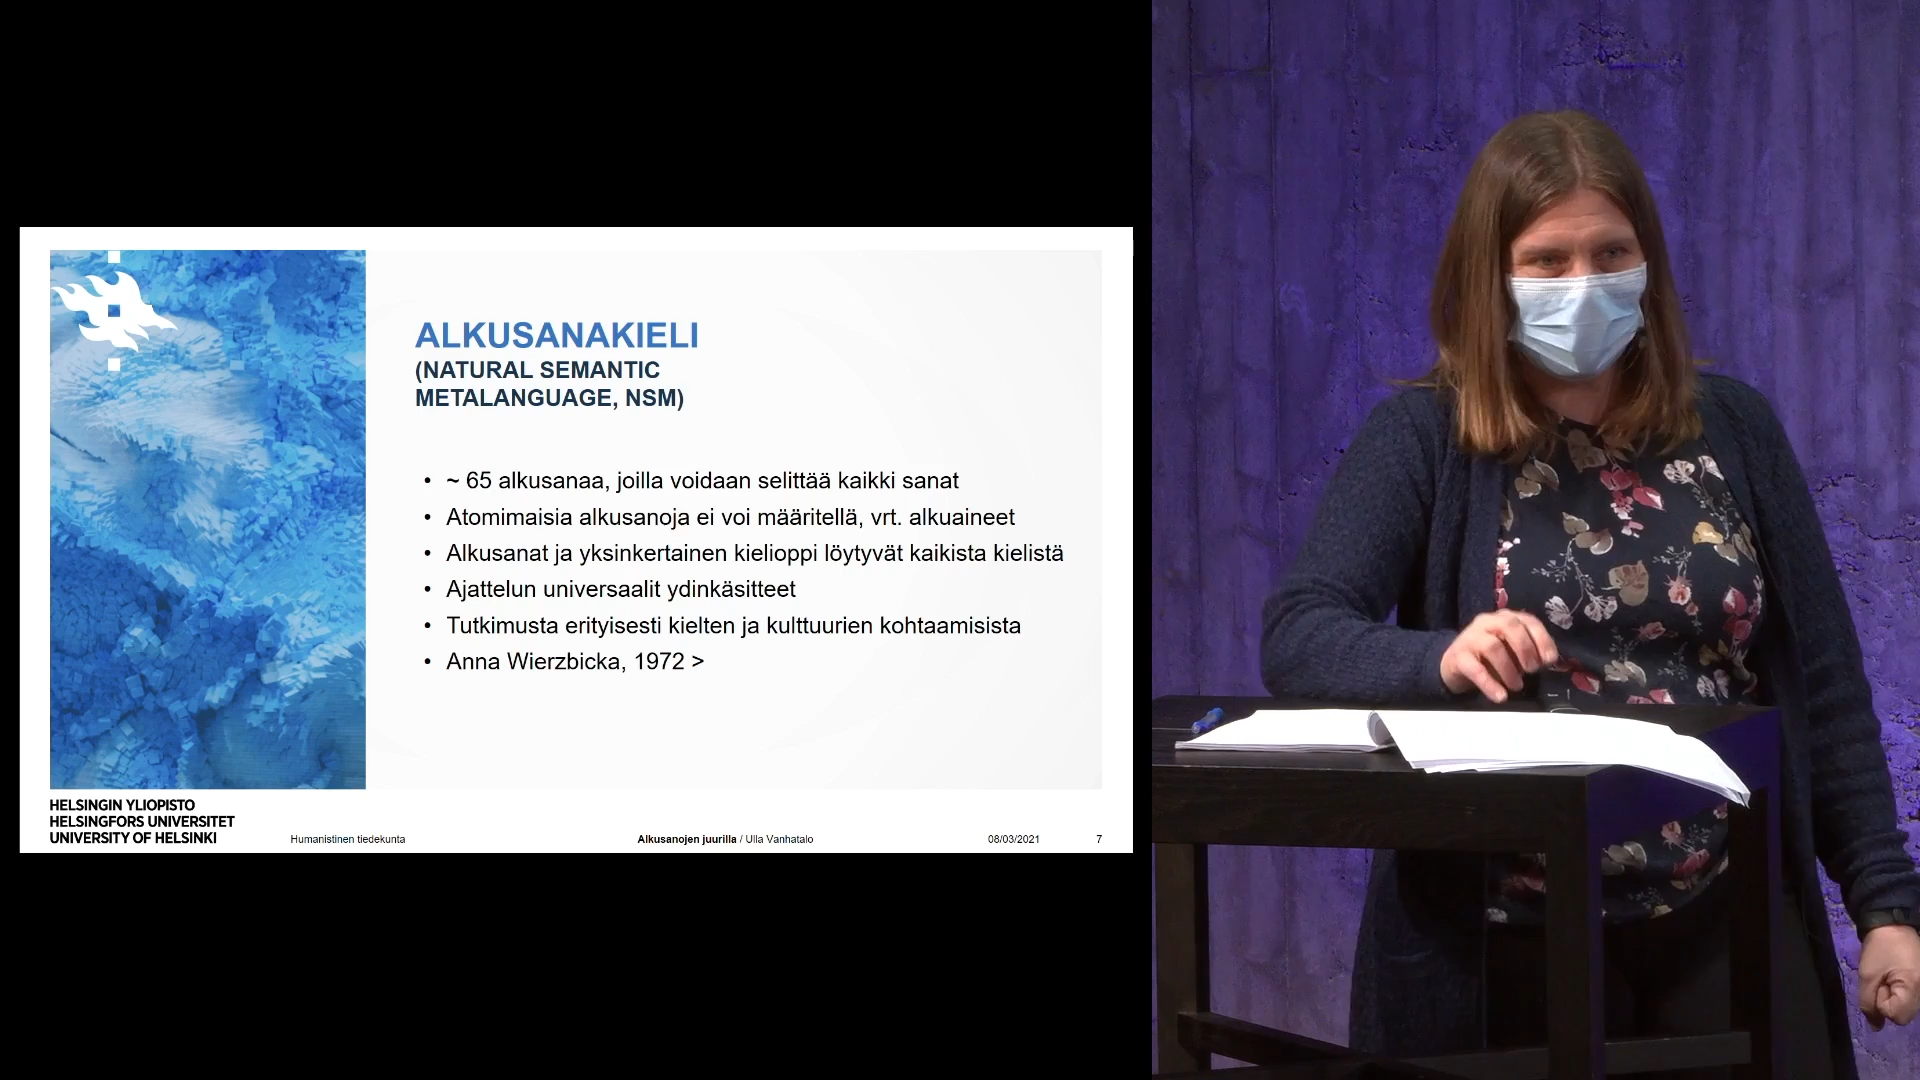 ALKUSANAKIELI
(NATURAL SEMANTIC
METALANGUAGE, NSM)
• ~ 65 alkusanaa, joilla voidaan selittää kaikki sanat
• Atomimaisia alkusanoja ei voi määritellä, vrt. alkuaineet
• Alkusanat ja yksinkertainen kielioppi löytyvät kaikista kielistä
• Ajattelun universaalit ydinkäsitteet
• Tutkimusta erityisesti kielten ja kulttuurien kohtaamisista
• Anna Wierzbicka, 1972 >
HELSINGIN YLIOPISTO
HELSINGFORS UNIVERSITET
UNIVERSITY OF HELSINKI
Humanistinen tiedekunta
Alkusanojen juurilla / Ulla Vanhatalo
08/03/2021
7